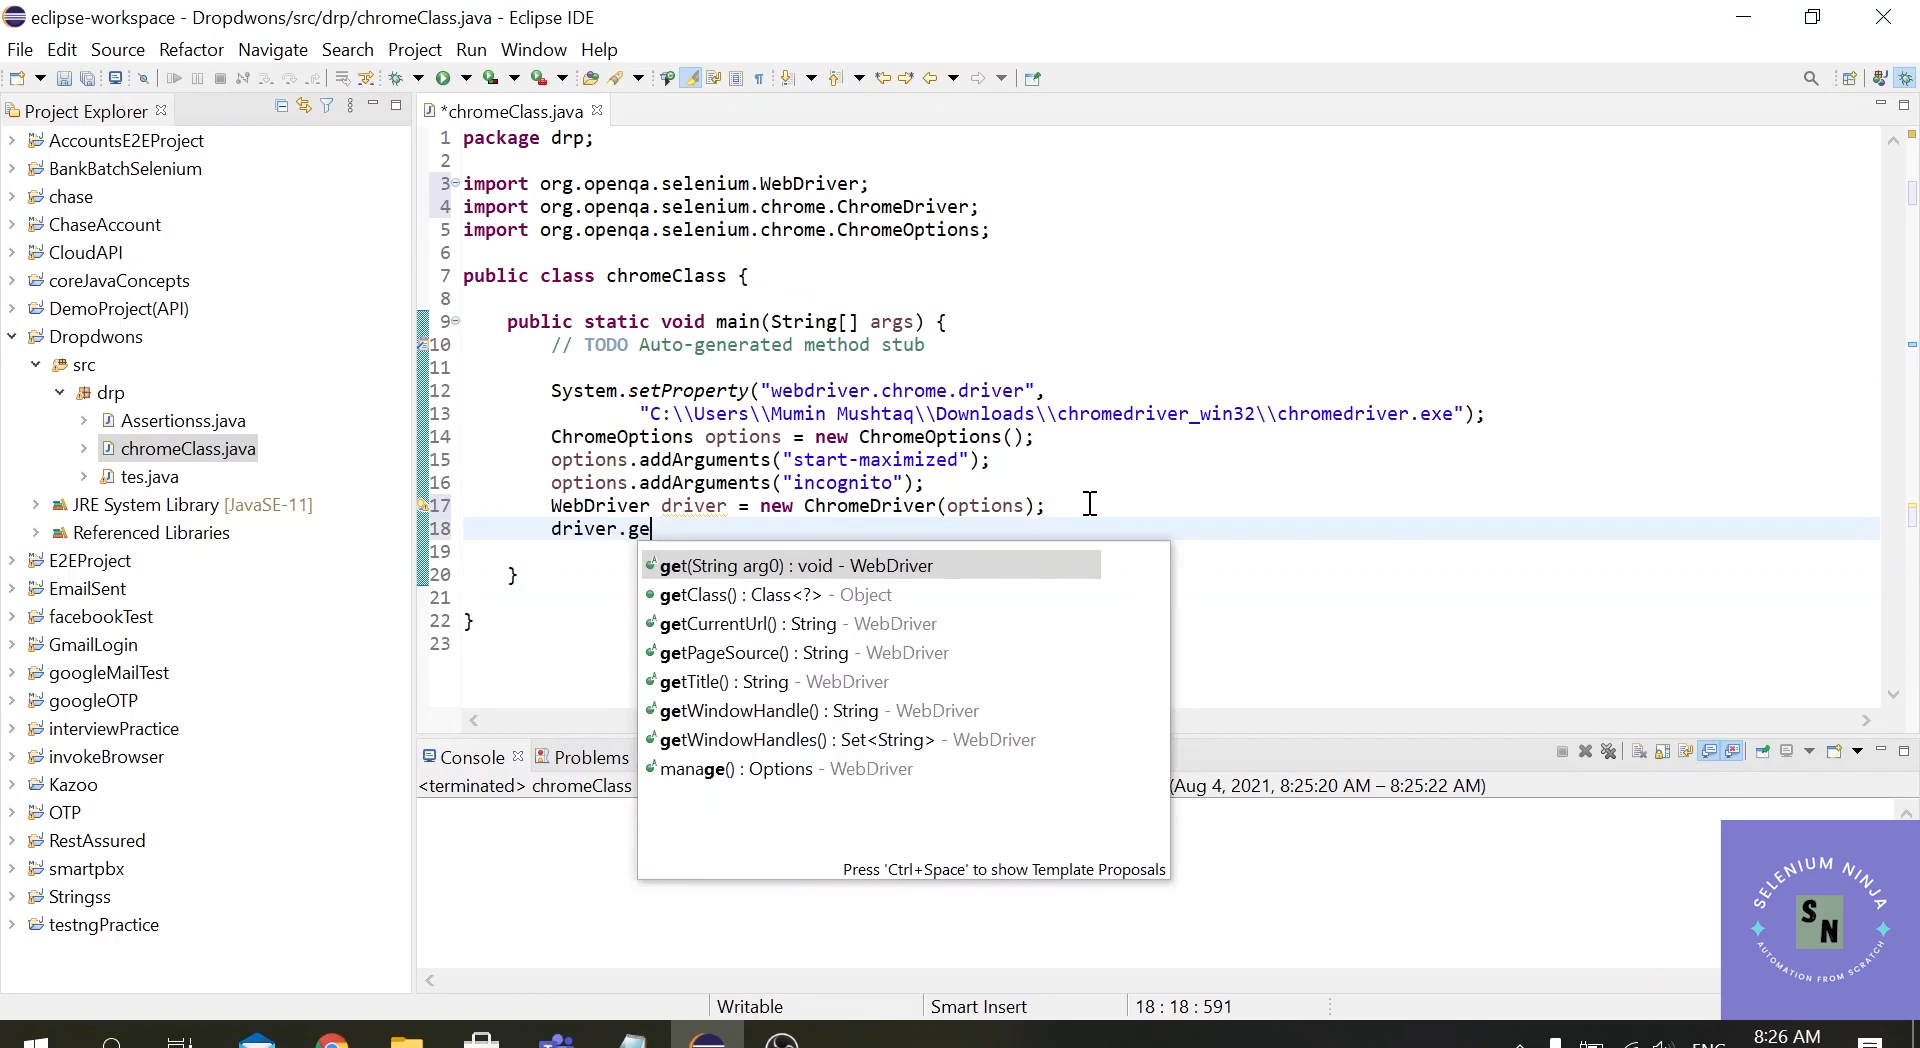 eclipse-workspace - Dropdwons/src/drp/chromeClass.java - Eclipse IDE
File Edit Source Refactor Navigate Search Project Run Window Help
Project Explorer
AccountsE2EProject
BankBatchSelenium
chase
ChaseAccount
CloudAPI
coreJavaConcepts
DemoProject(API)
Dropdwons
src
drp
Assertionss.java
chromeClass.java
tes.java
JRE System Library [JavaSE-11]
Referenced Libraries
E2EProject
EmailSent
facebookTest
GmailLogin
googleMailTest
googleOTP
interviewPractice
invokeBrowser
Kazoo
OTP
RestAssured
smartpbx
Stringss
testngPractice
*chromeClass.java
1 package drp;
2
3 import org.openqa.selenium.WebDriver;
4 import org.openqa.selenium.chrome.ChromeDriver;
5 import org.openqa.selenium.chrome.ChromeOptions;
6
7 public class chromeClass {
8
9 public static void main(String[] args) {
10 // TODO Auto-generated method stub
11
12 System.setProperty("webdriver.chrome.driver",
13 "C:\\Users\\Mumin Mushtaq\\Downloads\\chromedriver_win32\\chromedriver.exe");
14 ChromeOptions options = new ChromeOptions();
15 options.addArguments("start-maximized");
16 options.addArguments("incognito");
17 WebDriver driver = new ChromeDriver(options);
18 driver.ge
19
20 }
21
22 }
23
get(String arg0) : void - WebDriver
getClass() : Class<?> - Object
getCurrentUrl() : String - WebDriver
getPageSource() : String - WebDriver
getTitle() : String - WebDriver
getWindowHandle() : String - WebDriver
getWindowHandles() : Set<String> - WebDriver
manage() : Options - WebDriver
Press 'Ctrl+Space' to show Template Proposals
Console Problems
<terminated> chromeClass (Aug 4, 2021, 8:25:20 AM – 8:25:22 AM)
SELENIUM NINJA
SN
AUTOMATION FROM SCRATCH
Writable Smart Insert 18 : 18 : 591
8:26 AM
ENG